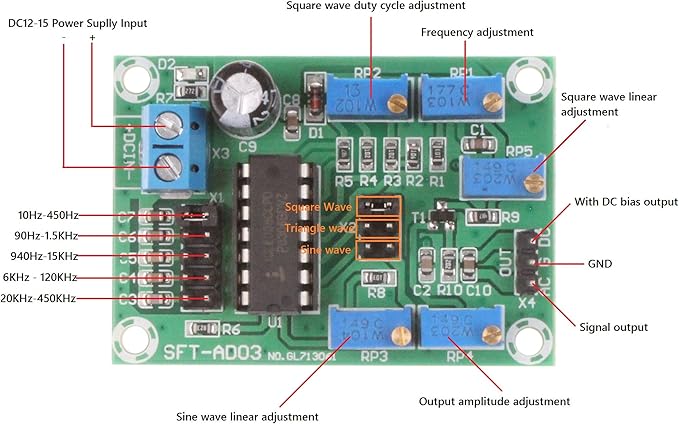 Square wave duty cycle adjustment
DC12-15 Power Suplly Input
- +
Frequency adjustment
Square wave linear
adjustment
D2
R7
C9
C8
D1
RP2
W102
RP1
W103
C1
RP5
W203
+DCIN-
X3
X1
R5 R4 R3 R2 R1
With DC bias output
10Hz-450Hz
90Hz-1.5KHz
940Hz-15K
6KHz - 120KHz
20KHz-450KHz
C7
C6
C5
C4
C3
Square Wave
Triangle wave
Sine wave
T1
R9
DC
OUT
G
AC
GND
X4
Signal output
R8
C2 R10 C10
R6
U1
SFT-AD03
NO.GL713001
W104
RP3
W203
RP4
Output amplitude adjustment
Sine wave linear adjustment